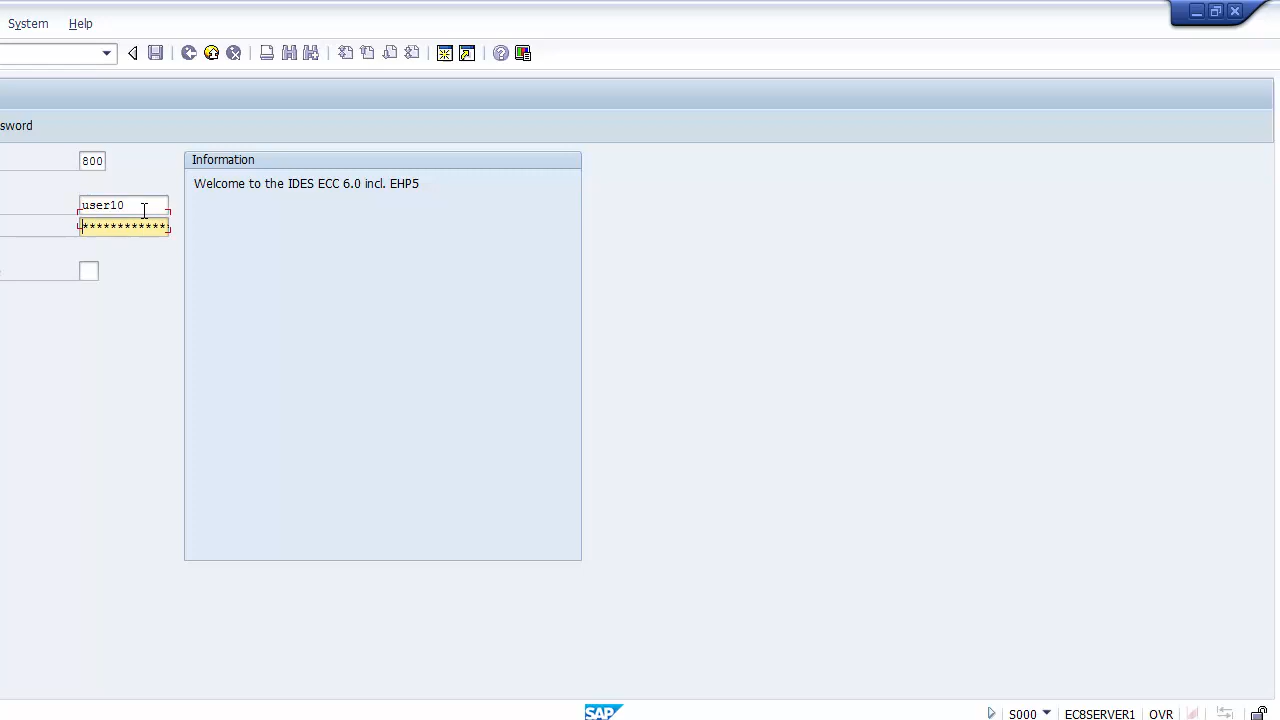 System Help
sword
800
Information
Welcome to the IDES ECC 6.0 incl. EHP5
user10
************
SAP
S000 EC8SERVER1 OVR